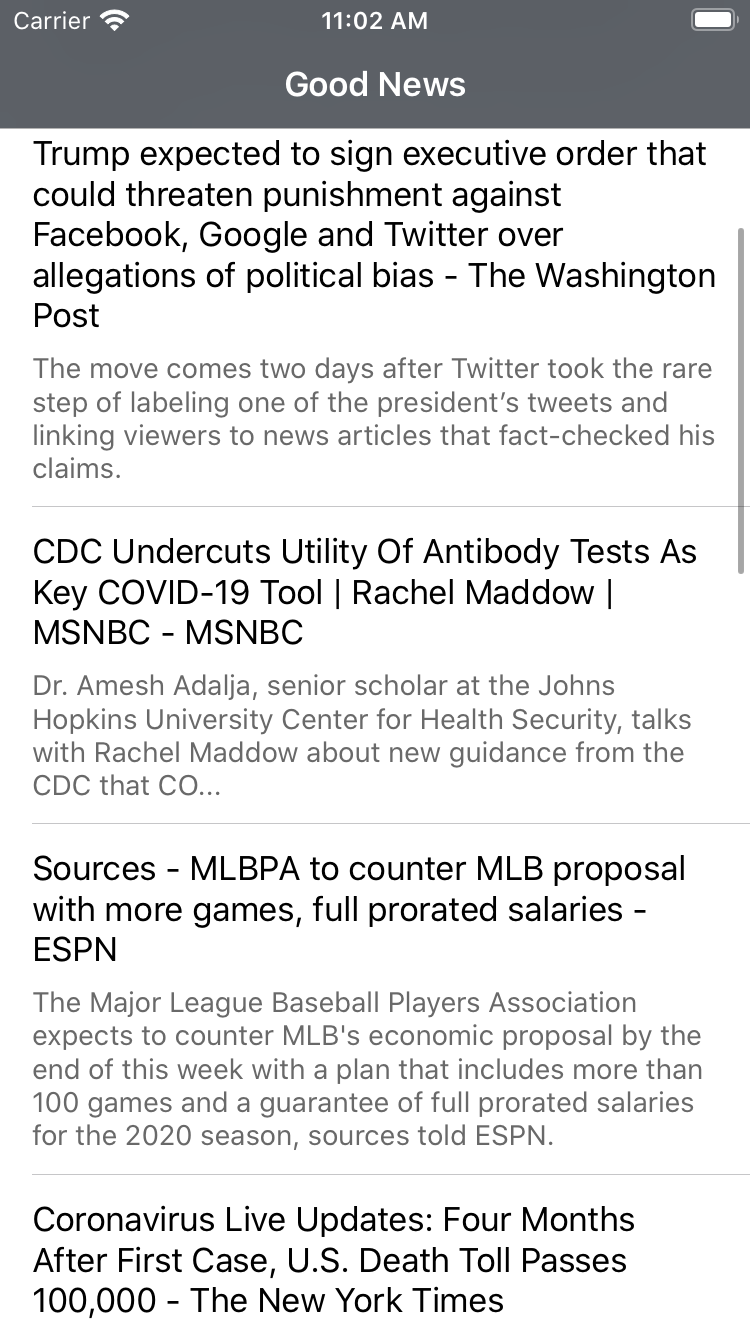 Carrier 11:02 AM
Good News
Trump expected to sign executive order that
could threaten punishment against
Facebook, Google and Twitter over
allegations of political bias - The Washington
Post
The move comes two days after Twitter took the rare
step of labeling one of the president’s tweets and
linking viewers to news articles that fact-checked his
claims.
CDC Undercuts Utility Of Antibody Tests As
Key COVID-19 Tool | Rachel Maddow |
MSNBC - MSNBC
Dr. Amesh Adalja, senior scholar at the Johns
Hopkins University Center for Health Security, talks
with Rachel Maddow about new guidance from the
CDC that CO...
Sources - MLBPA to counter MLB proposal
with more games, full prorated salaries -
ESPN
The Major League Baseball Players Association
expects to counter MLB's economic proposal by the
end of this week with a plan that includes more than
100 games and a guarantee of full prorated salaries
for the 2020 season, sources told ESPN.
Coronavirus Live Updates: Four Months
After First Case, U.S. Death Toll Passes
100,000 - The New York Times